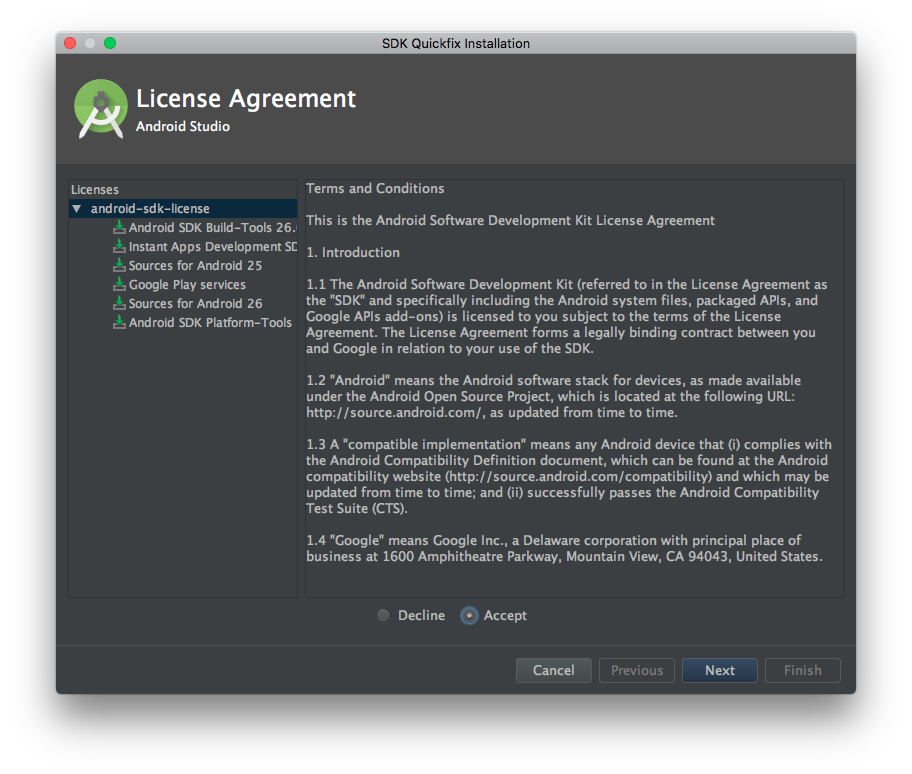 SDK Quickfix Installation
License Agreement
Android Studio
Licenses
android-sdk-license
Android SDK Build-Tools 26.
Instant Apps Development SD
Sources for Android 25
Google Play services
Sources for Android 26
Android SDK Platform-Tools
Terms and Conditions
This is the Android Software Development Kit License Agreement
1. Introduction
1.1 The Android Software Development Kit (referred to in the License Agreement as
the "SDK" and specifically including the Android system files, packaged APIs, and
Google APIs add-ons) is licensed to you subject to the terms of the License
Agreement. The License Agreement forms a legally binding contract between you
and Google in relation to your use of the SDK.
1.2 "Android" means the Android software stack for devices, as made available
under the Android Open Source Project, which is located at the following URL:
http://source.android.com/, as updated from time to time.
1.3 A "compatible implementation" means any Android device that (i) complies with
the Android Compatibility Definition document, which can be found at the Android
compatibility website (http://source.android.com/compatibility) and which may be
updated from time to time; and (ii) successfully passes the Android Compatibility
Test Suite (CTS).
1.4 "Google" means Google Inc., a Delaware corporation with principal place of
business at 1600 Amphitheatre Parkway, Mountain View, CA 94043, United States.
Decline Accept
Cancel Previous Next Finish